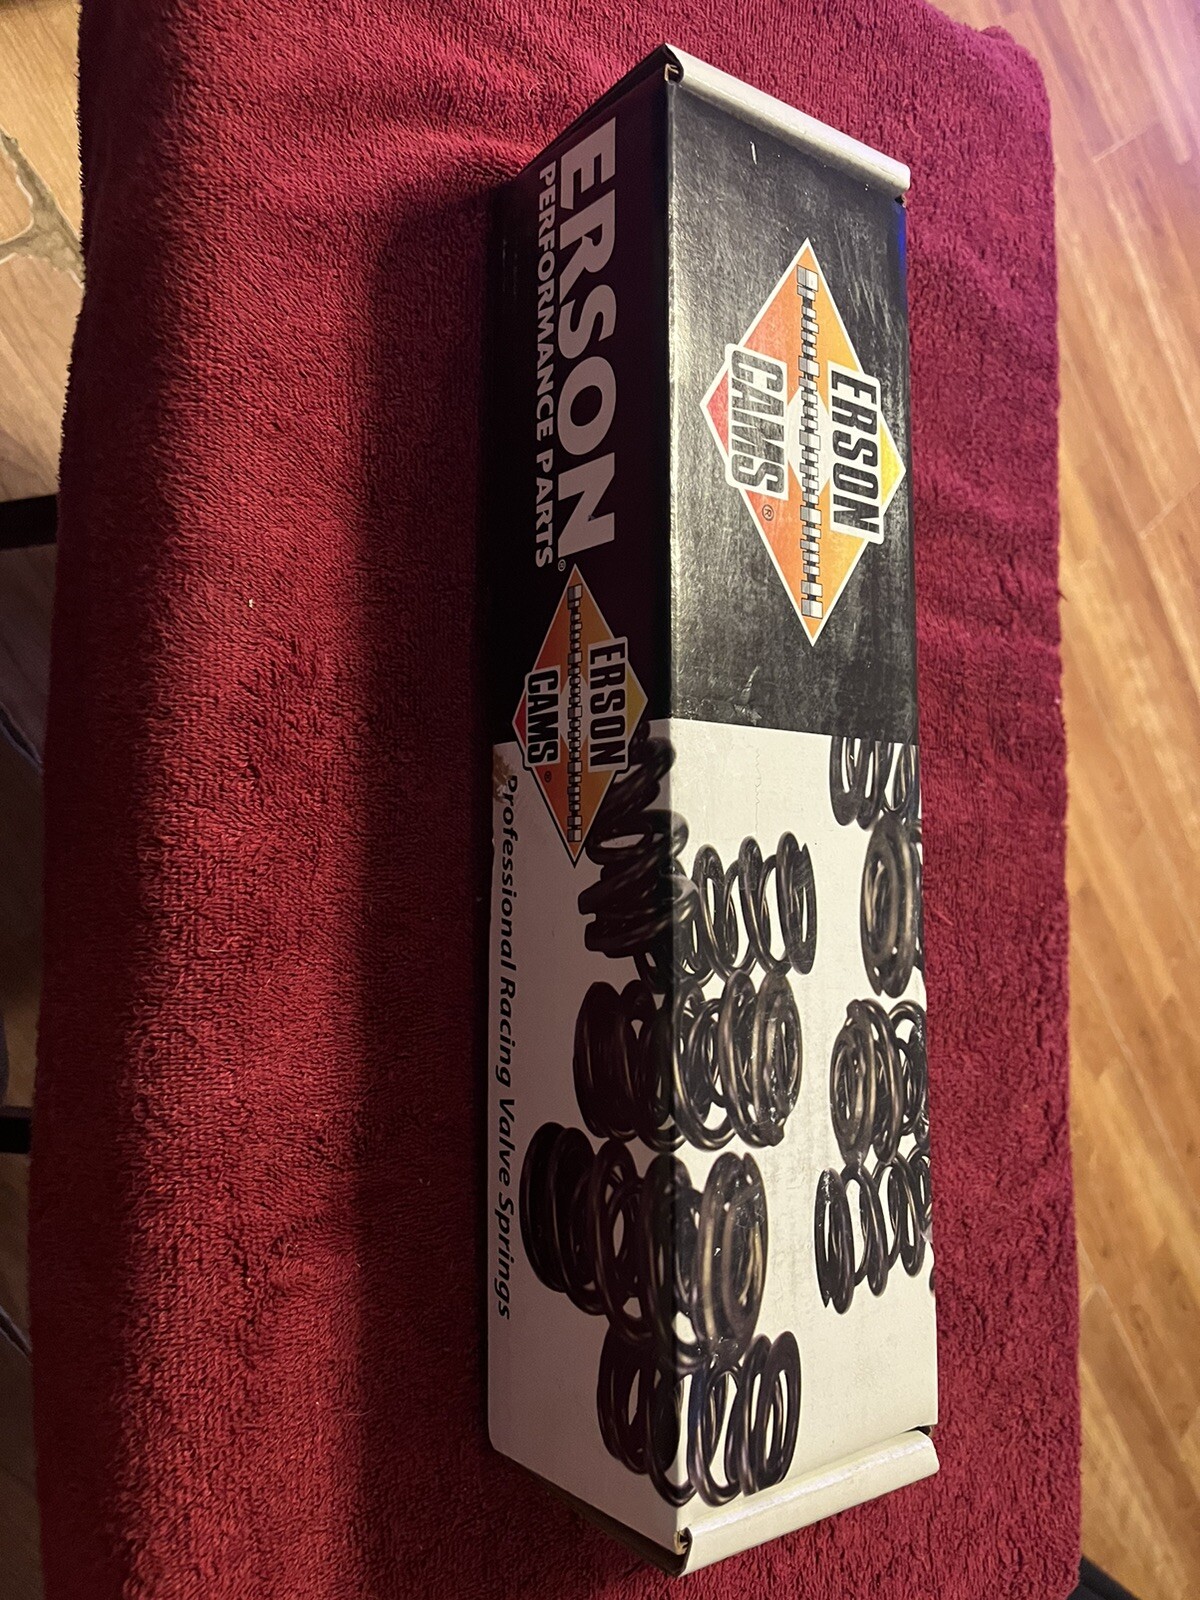 ERSON
CAMS®
ERSON®
PERFORMANCE PARTS
ERSON
CAMS®
Professional Racing Valve Springs